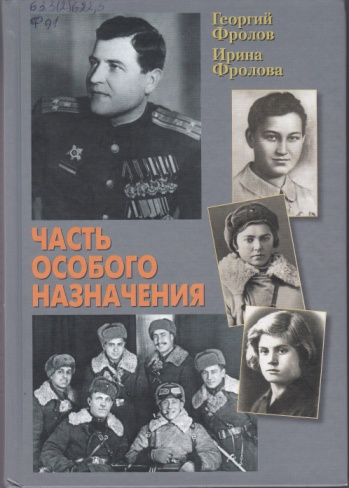 Георгий
Фролов
Ирина
Фролова
ЧАСТЬ
ОСОБОГО
НАЗНАЧЕНИЯ